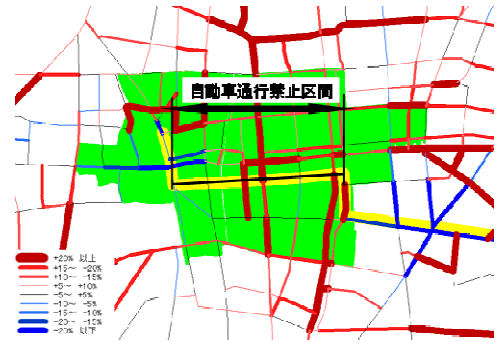 自動車通行禁止区間
+20% 以上
+15～ +20%
+10～ +15%
+5～ +10%
-5～ +5%
-10～ -5%
-15～ -10%
-20～ -15%
-20% 以下